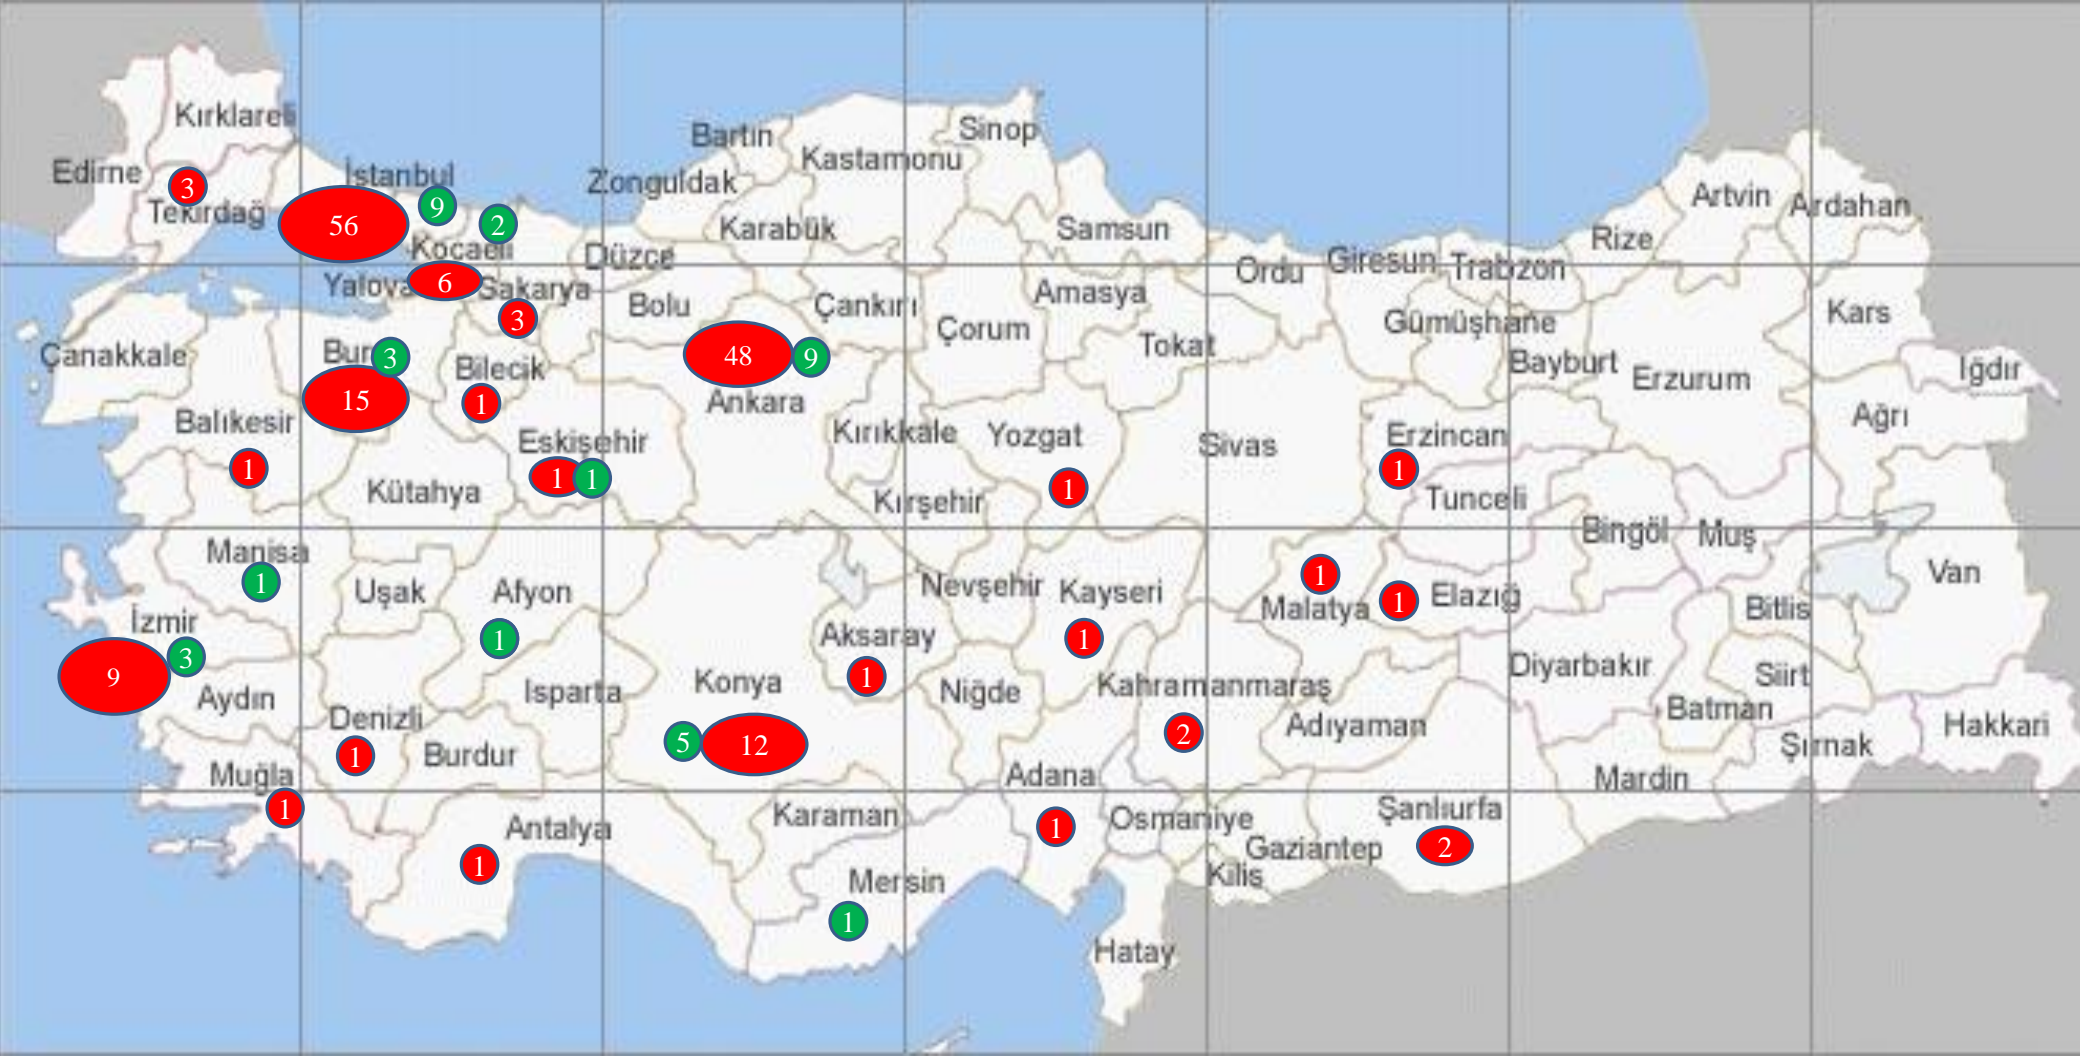 Kırklareli
Edirne
3
Tekirdağ
İstanbul
56
9
2
Kocaeli
Yalova
6
Sakarya
3
Düzce
Bolu
Zonguldak
Bartın
Karabük
Kastamonu
Sinop
Samsun
Çankırı
Çorum
Amasya
Tokat
Ordu
Giresun
Trabzon
Rize
Artvin
Ardahan
Kars
Iğdır
Ağrı
Gümüşhane
Bayburt
Erzurum
Çanakkale
Bur
3
15
Bilecik
1
Balıkesir
1
Kütahya
Eskişehir
1
1
48
9
Ankara
Kırıkkale
Kırşehir
Yozgat
1
Sivas
Erzincan
1
Tunceli
Bingöl
Muş
Van
Bitlis
Manisa
1
Uşak
Afyon
1
İzmir
9
3
Aydın
Denizli
1
Isparta
Burdur
Konya
5
12
Aksaray
1
Nevşehir
Niğde
Kayseri
1
Malatya
1
Elazığ
1
Kahramanmaraş
2
Adıyaman
Diyarbakır
Siirt
Batman
Şırnak
Hakkari
Mardin
Muğla
1
Antalya
1
Karaman
Mersin
1
Adana
1
Osmaniye
Gaziantep
Kilis
Şanlıurfa
2
Hatay